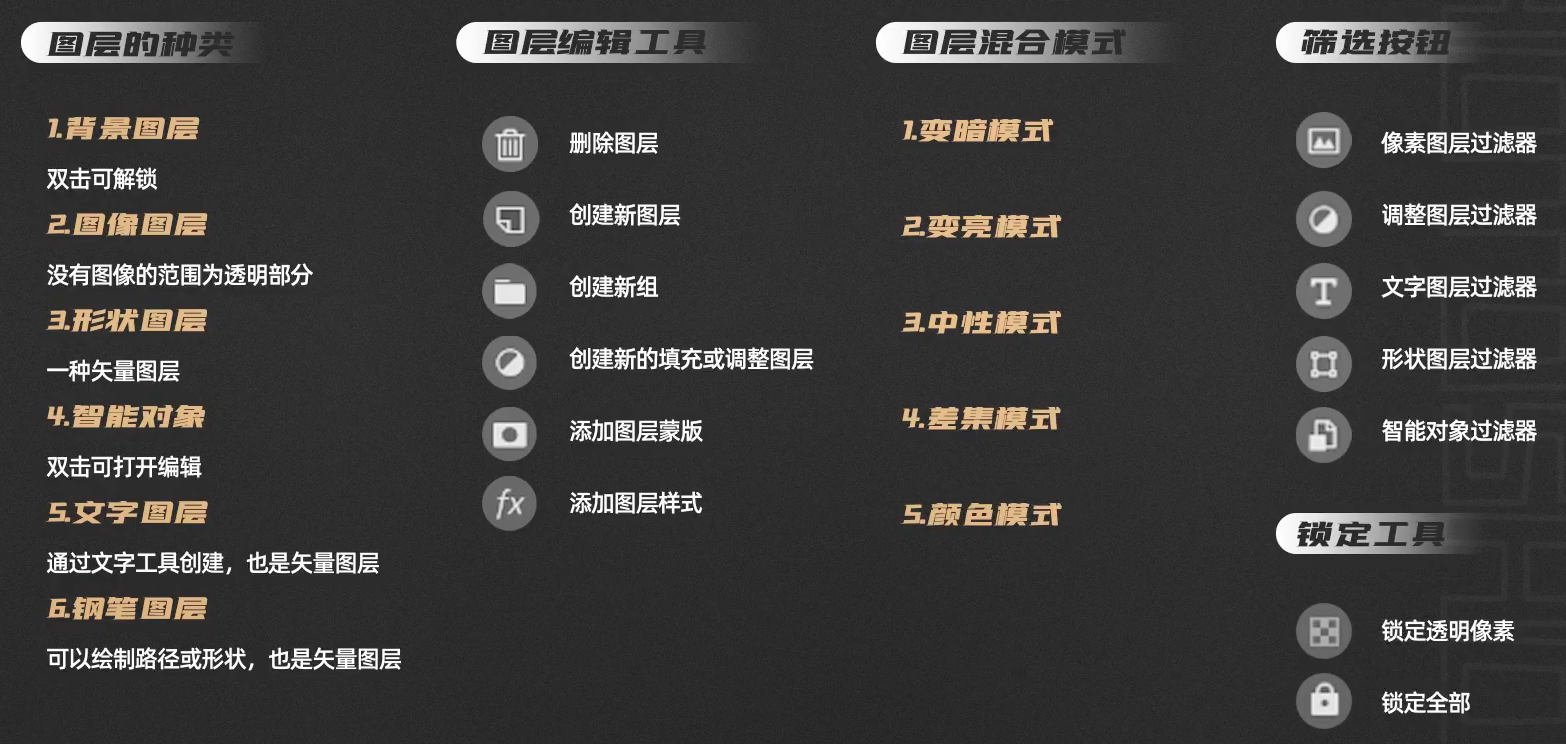 图层的种类
1.背景图层
双击可解锁
2.图像图层
没有图像的范围为透明部分
3.形状图层
一种矢量图层
4.智能对象
双击可打开编辑
5.文字图层
通过文字工具创建，也是矢量图层
6.钢笔图层
可以绘制路径或形状，也是矢量图层
图层编辑工具
删除图层
创建新图层
创建新组
创建新的填充或调整图层
添加图层蒙版
fx 添加图层样式
图层混合模式
1.变暗模式
2.变亮模式
3.中性模式
4.差集模式
5.颜色模式
筛选按钮
像素图层过滤器
调整图层过滤器
T 文字图层过滤器
形状图层过滤器
智能对象过滤器
锁定工具
锁定透明像素
锁定全部